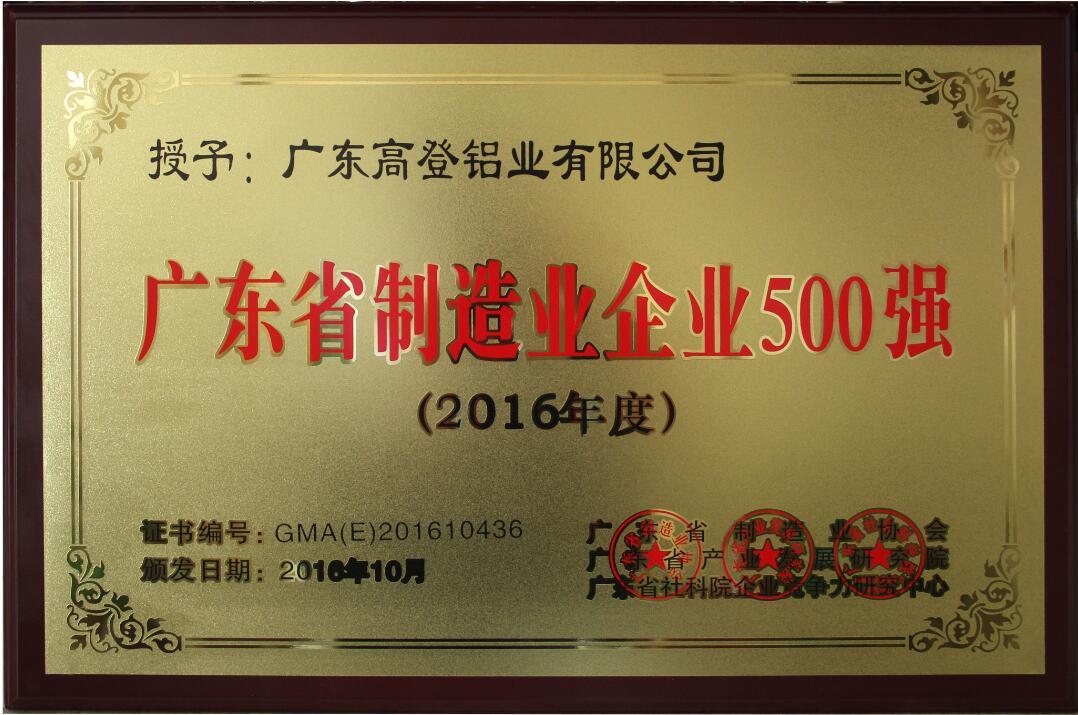 授予：广东高登铝业有限公司
广东省制造业企业500强
（2016年度）
证书编号：GMA(E)201610436
颁发日期：2016年10月
广东省制造业协会
广东省产业发展研究院
广东省社科院企业竞争力研究中心